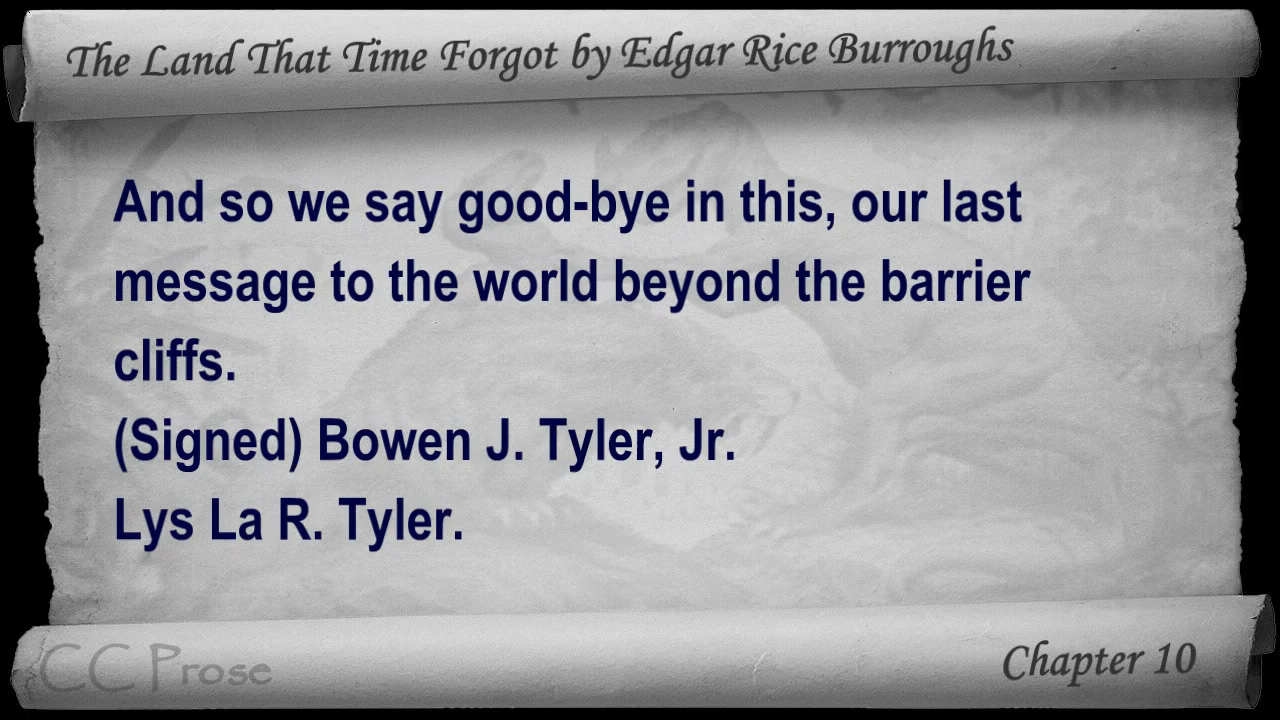 The Land That Time Forgot by Edgar Rice Burroughs
And so we say good-bye in this, our last
message to the world beyond the barrier
cliffs.
(Signed) Bowen J. Tyler, Jr.
Lys La R. Tyler.
CC Prose
Chapter 10